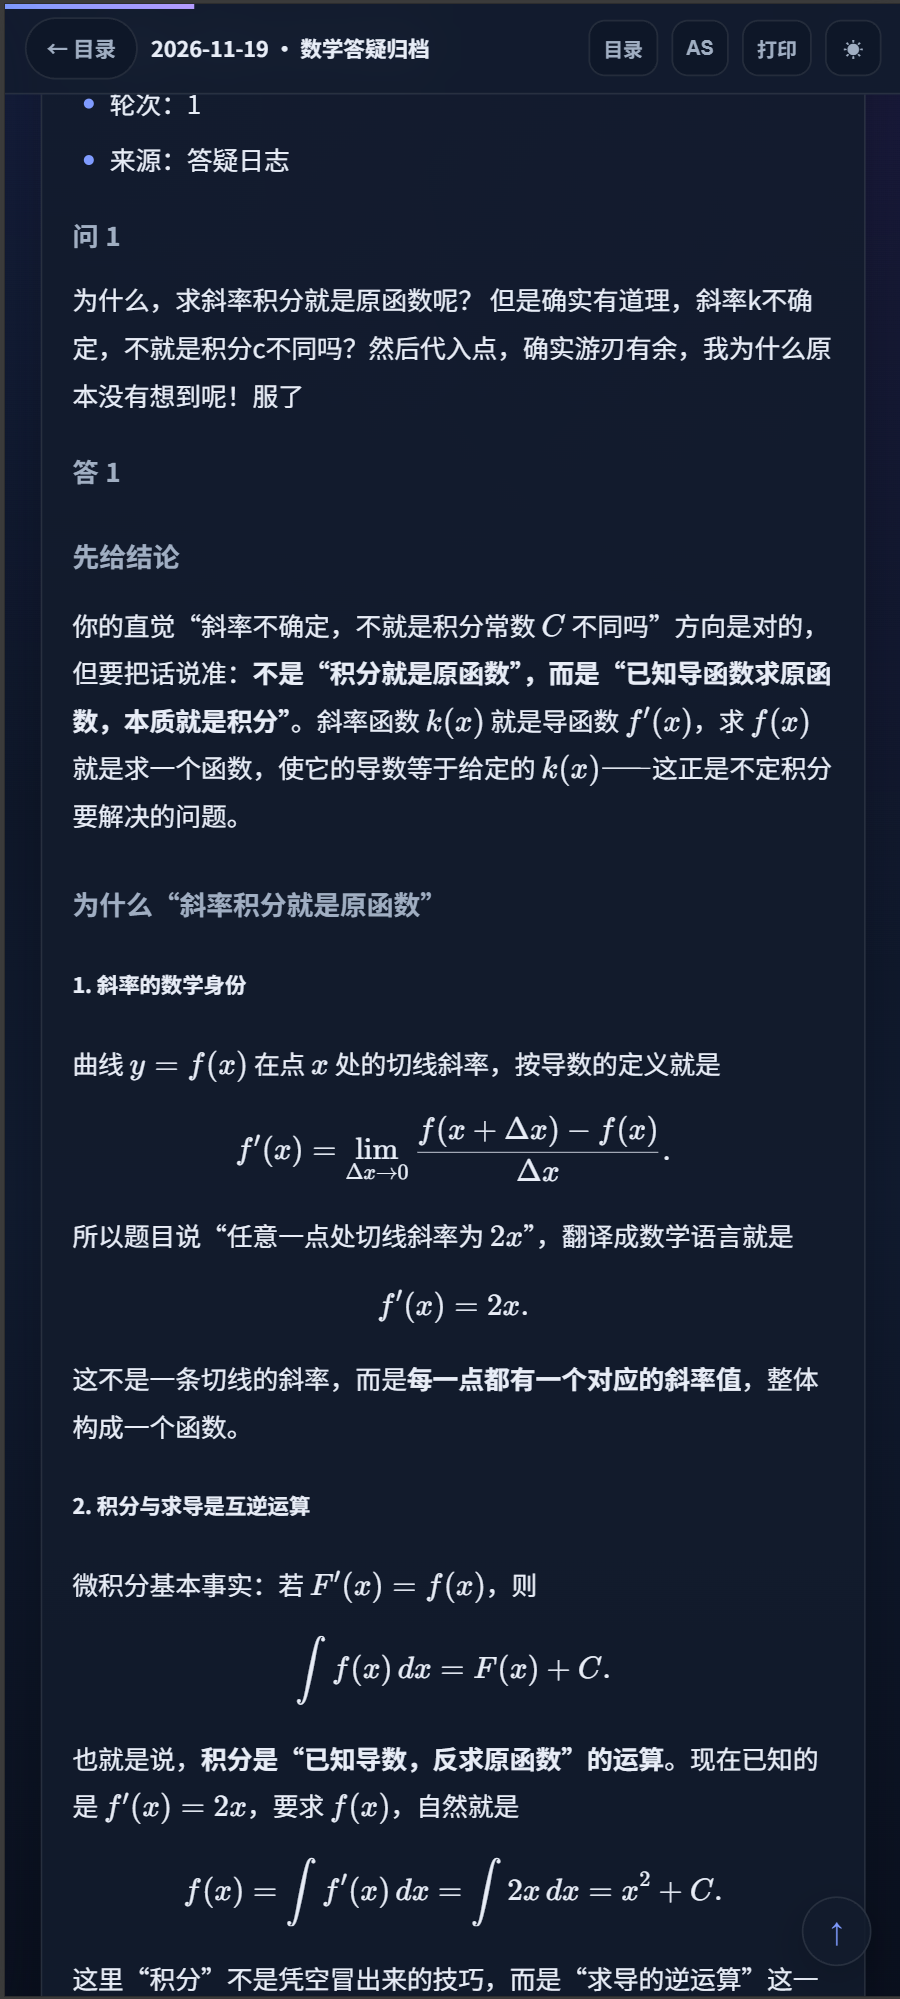 ← 目录 2026-11-19 • 数学答疑归档 目录 AS 打印
轮次：1
来源：答疑日志
问 1
为什么，求斜率积分就是原函数呢？ 但是确实有道理，斜率k不确
定，不就是积分c不同吗？然后代入点，确实游刃有余，我为什么原
本没有想到呢！服了
答 1
先给结论
你的直觉“斜率不确定，不就是积分常数 C 不同吗”方向是对的，
但要把话说准：不是“积分就是原函数”，而是“已知导函数求原函
数，本质就是积分”。斜率函数 k(x) 就是导函数 f′(x)，求 f(x)
就是求一个函数，使它的导数等于给定的 k(x)——这正是不定积分
要解决的问题。
为什么“斜率积分就是原函数”
1. 斜率的数学身份
曲线 y = f(x) 在点 x 处的切线斜率，按导数的定义就是
f′(x) = lim_{Δx→0} \frac{f(x + Δx) − f(x)}{Δx}.
所以题目说“任意一点处切线斜率为 2x”，翻译成数学语言就是
f′(x) = 2x.
这不是一条切线的斜率，而是每一点都有一个对应的斜率值，整体
构成一个函数。
2. 积分与求导是互逆运算
微积分基本事实：若 F′(x) = f(x)，则
∫ f(x) dx = F(x) + C.
也就是说，积分是“已知导数，反求原函数”的运算。现在已知的
是 f′(x) = 2x，要求 f(x)，自然就是
f(x) = ∫ f′(x) dx = ∫ 2x dx = x² + C.
↑
这里“积分”不是凭空冒出来的技巧，而是“求导的逆运算”这一